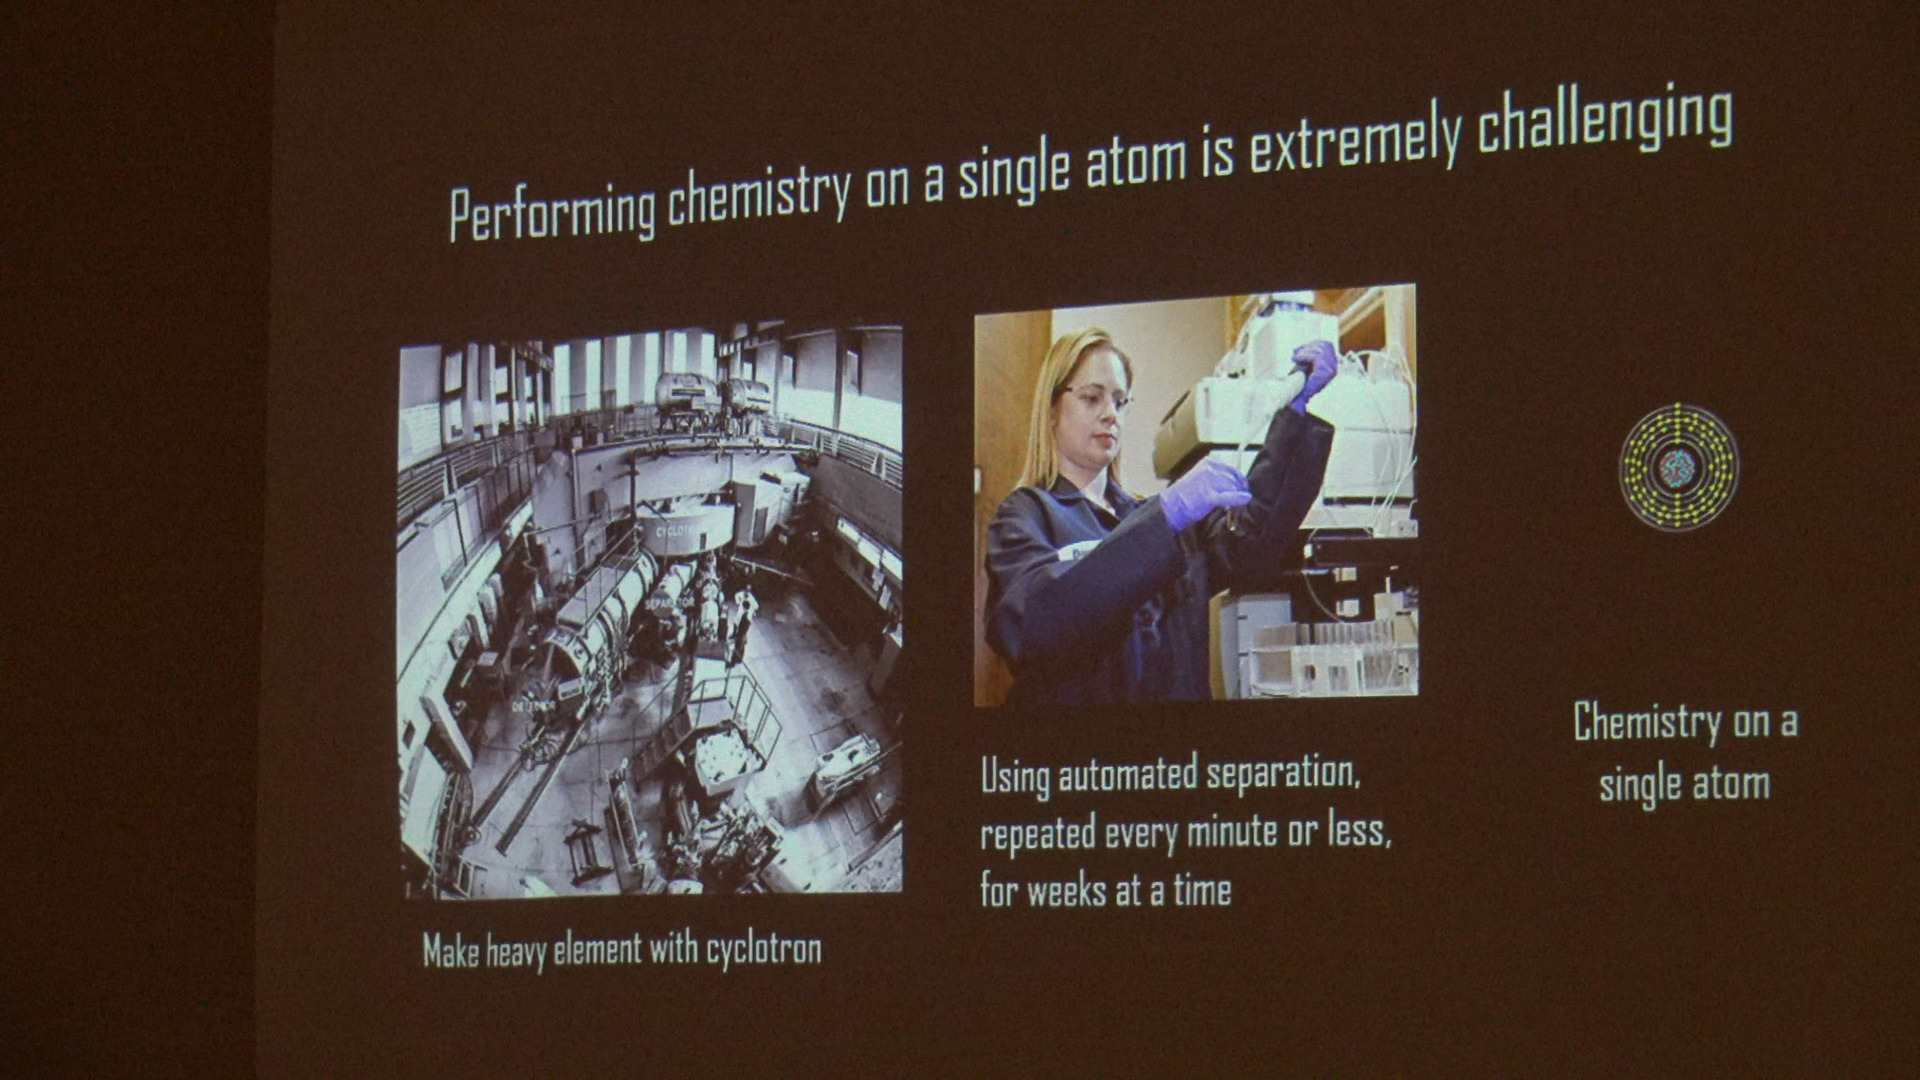 Performing chemistry on a single atom is extremely challenging
SEPARATOR
Make heavy element with cyclotron
Using automated separation,
repeated every minute or less,
for weeks at a time
Chemistry on a
single atom